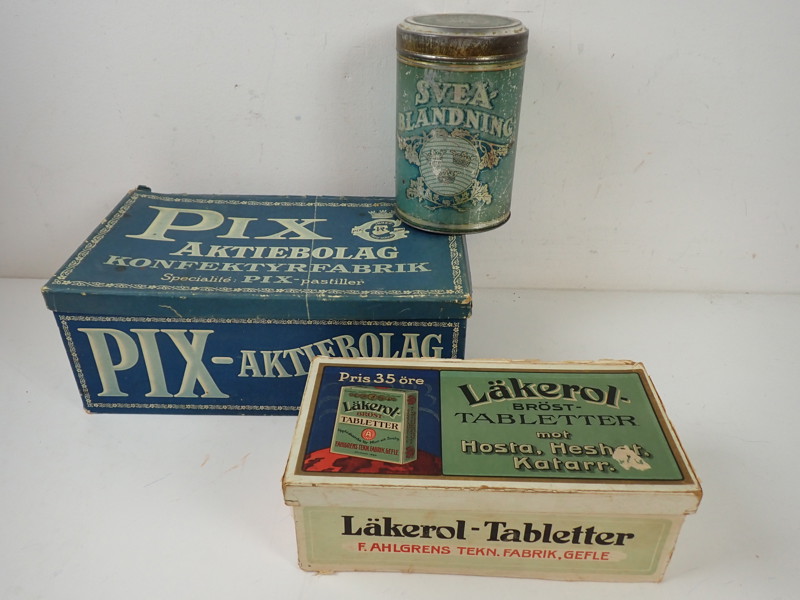 SVEA-
BLANDNING
PIX
AKTIEBOLAG
KONFEKTYRFABRIK
Specialité: PIX-pastiller
PIX-AKTIEBOLAG
Pris 35 öre
Läkerol-
BRÖST-
TABLETTER
Läkerol-
BRÖST-
TABLETTER
mot
Hosta, Heshet,
Katarr.
Läkerol-Tabletter
F. AHLGRENS TEKN. FABRIK, GEFLE